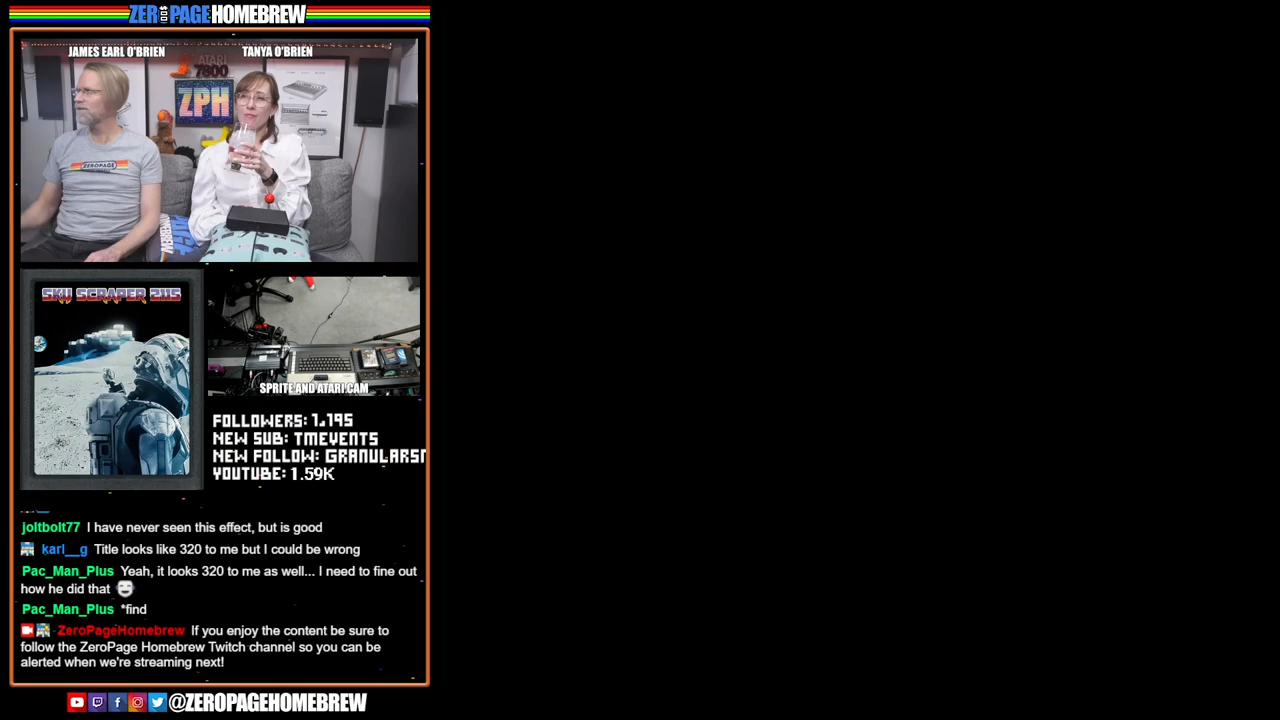 ZEROPAGE HOMEBREW
JAMES EARL O'BRIEN
TANYA O'BRIEN
ATARI
7800
ZPH
ZEROPAGE
SKY SCRAPER 2115
SPRITE AND ATARI CAM
FOLLOWERS: 1,195
NEW SUB: TMEVENTS
NEW FOLLOW: GRANULARS
YOUTUBE: 1.59K
joltbolt77 I have never seen this effect, but is good
karl__g Title looks like 320 to me but I could be wrong
Pac_Man_Plus Yeah, it looks 320 to me as well... I need to fine out
how he did that
Pac_Man_Plus *find
ZeroPageHomebrew If you enjoy the content be sure to
follow the ZeroPage Homebrew Twitch channel so you can be
alerted when we're streaming next!
@ZEROPAGEHOMEBREW